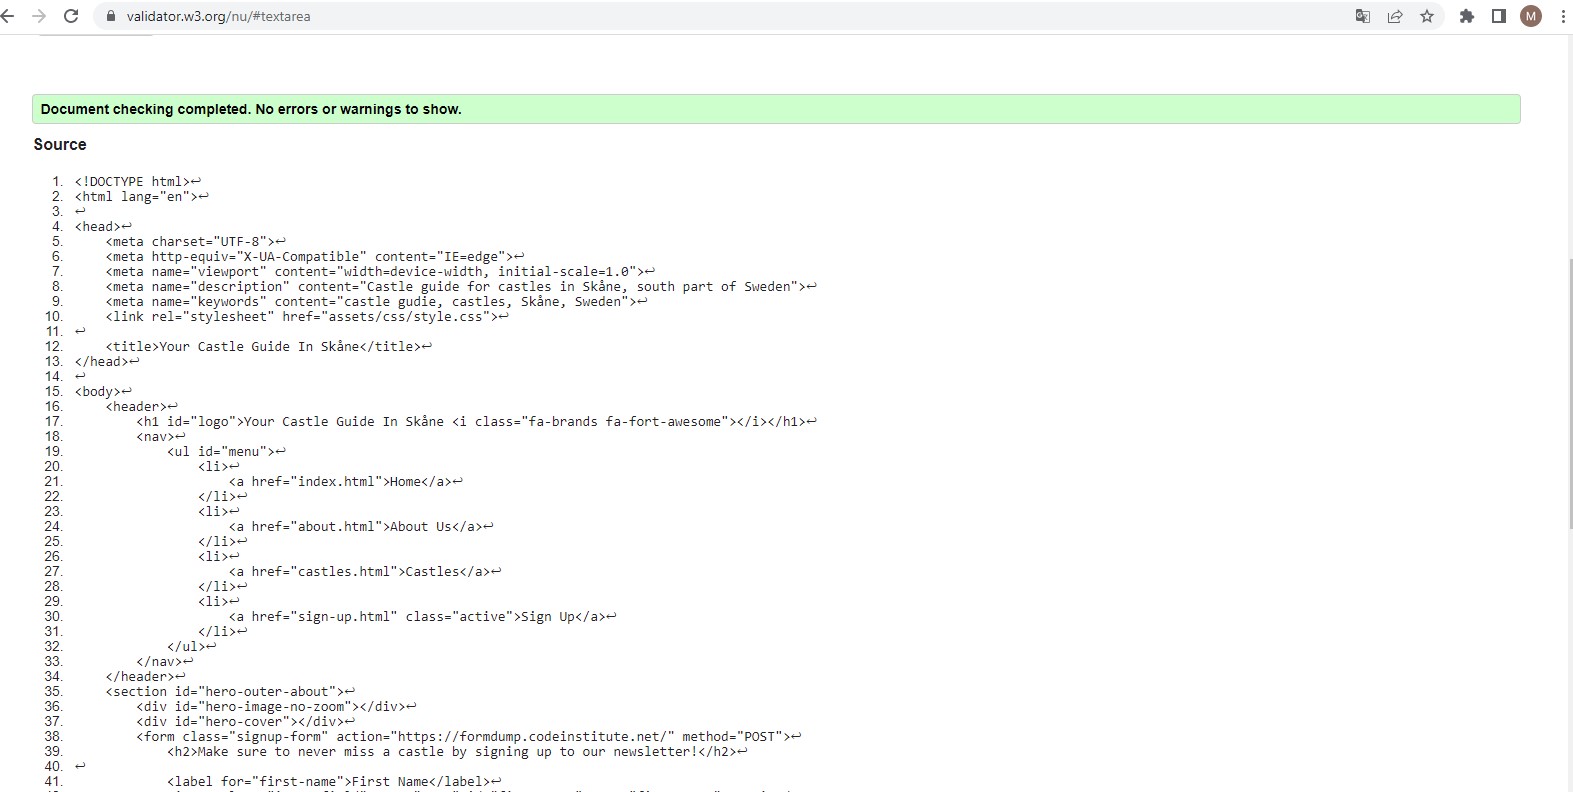 validator.w3.org/nu/#textarea
M
Document checking completed. No errors or warnings to show.
Source
1. <!DOCTYPE html>↩
2. <html lang="en">↩
3. ↩
4. <head>↩
5.     <meta charset="UTF-8">↩
6.     <meta http-equiv="X-UA-Compatible" content="IE=edge">↩
7.     <meta name="viewport" content="width=device-width, initial-scale=1.0">↩
8.     <meta name="description" content="Castle guide for castles in Skåne, south part of Sweden">↩
9.     <meta name="keywords" content="castle gudie, castles, Skåne, Sweden">↩
10.     <link rel="stylesheet" href="assets/css/style.css">↩
11. ↩
12.     <title>Your Castle Guide In Skåne</title>↩
13. </head>↩
14. ↩
15. <body>↩
16.     <header>↩
17.         <h1 id="logo">Your Castle Guide In Skåne <i class="fa-brands fa-fort-awesome"></i></h1>↩
18.         <nav>↩
19.             <ul id="menu">↩
20.                 <li>↩
21.                     <a href="index.html">Home</a>↩
22.                 </li>↩
23.                 <li>↩
24.                     <a href="about.html">About Us</a>↩
25.                 </li>↩
26.                 <li>↩
27.                     <a href="castles.html">Castles</a>↩
28.                 </li>↩
29.                 <li>↩
30.                     <a href="sign-up.html" class="active">Sign Up</a>↩
31.                 </li>↩
32.             </ul>↩
33.         </nav>↩
34.     </header>↩
35.     <section id="hero-outer-about">↩
36.         <div id="hero-image-no-zoom"></div>↩
37.         <div id="hero-cover"></div>↩
38.         <form class="signup-form" action="https://formdump.codeinstitute.net/" method="POST">↩
39.             <h2>Make sure to never miss a castle by signing up to our newsletter!</h2>↩
40. ↩
41.             <label for="first-name">First Name</label>↩